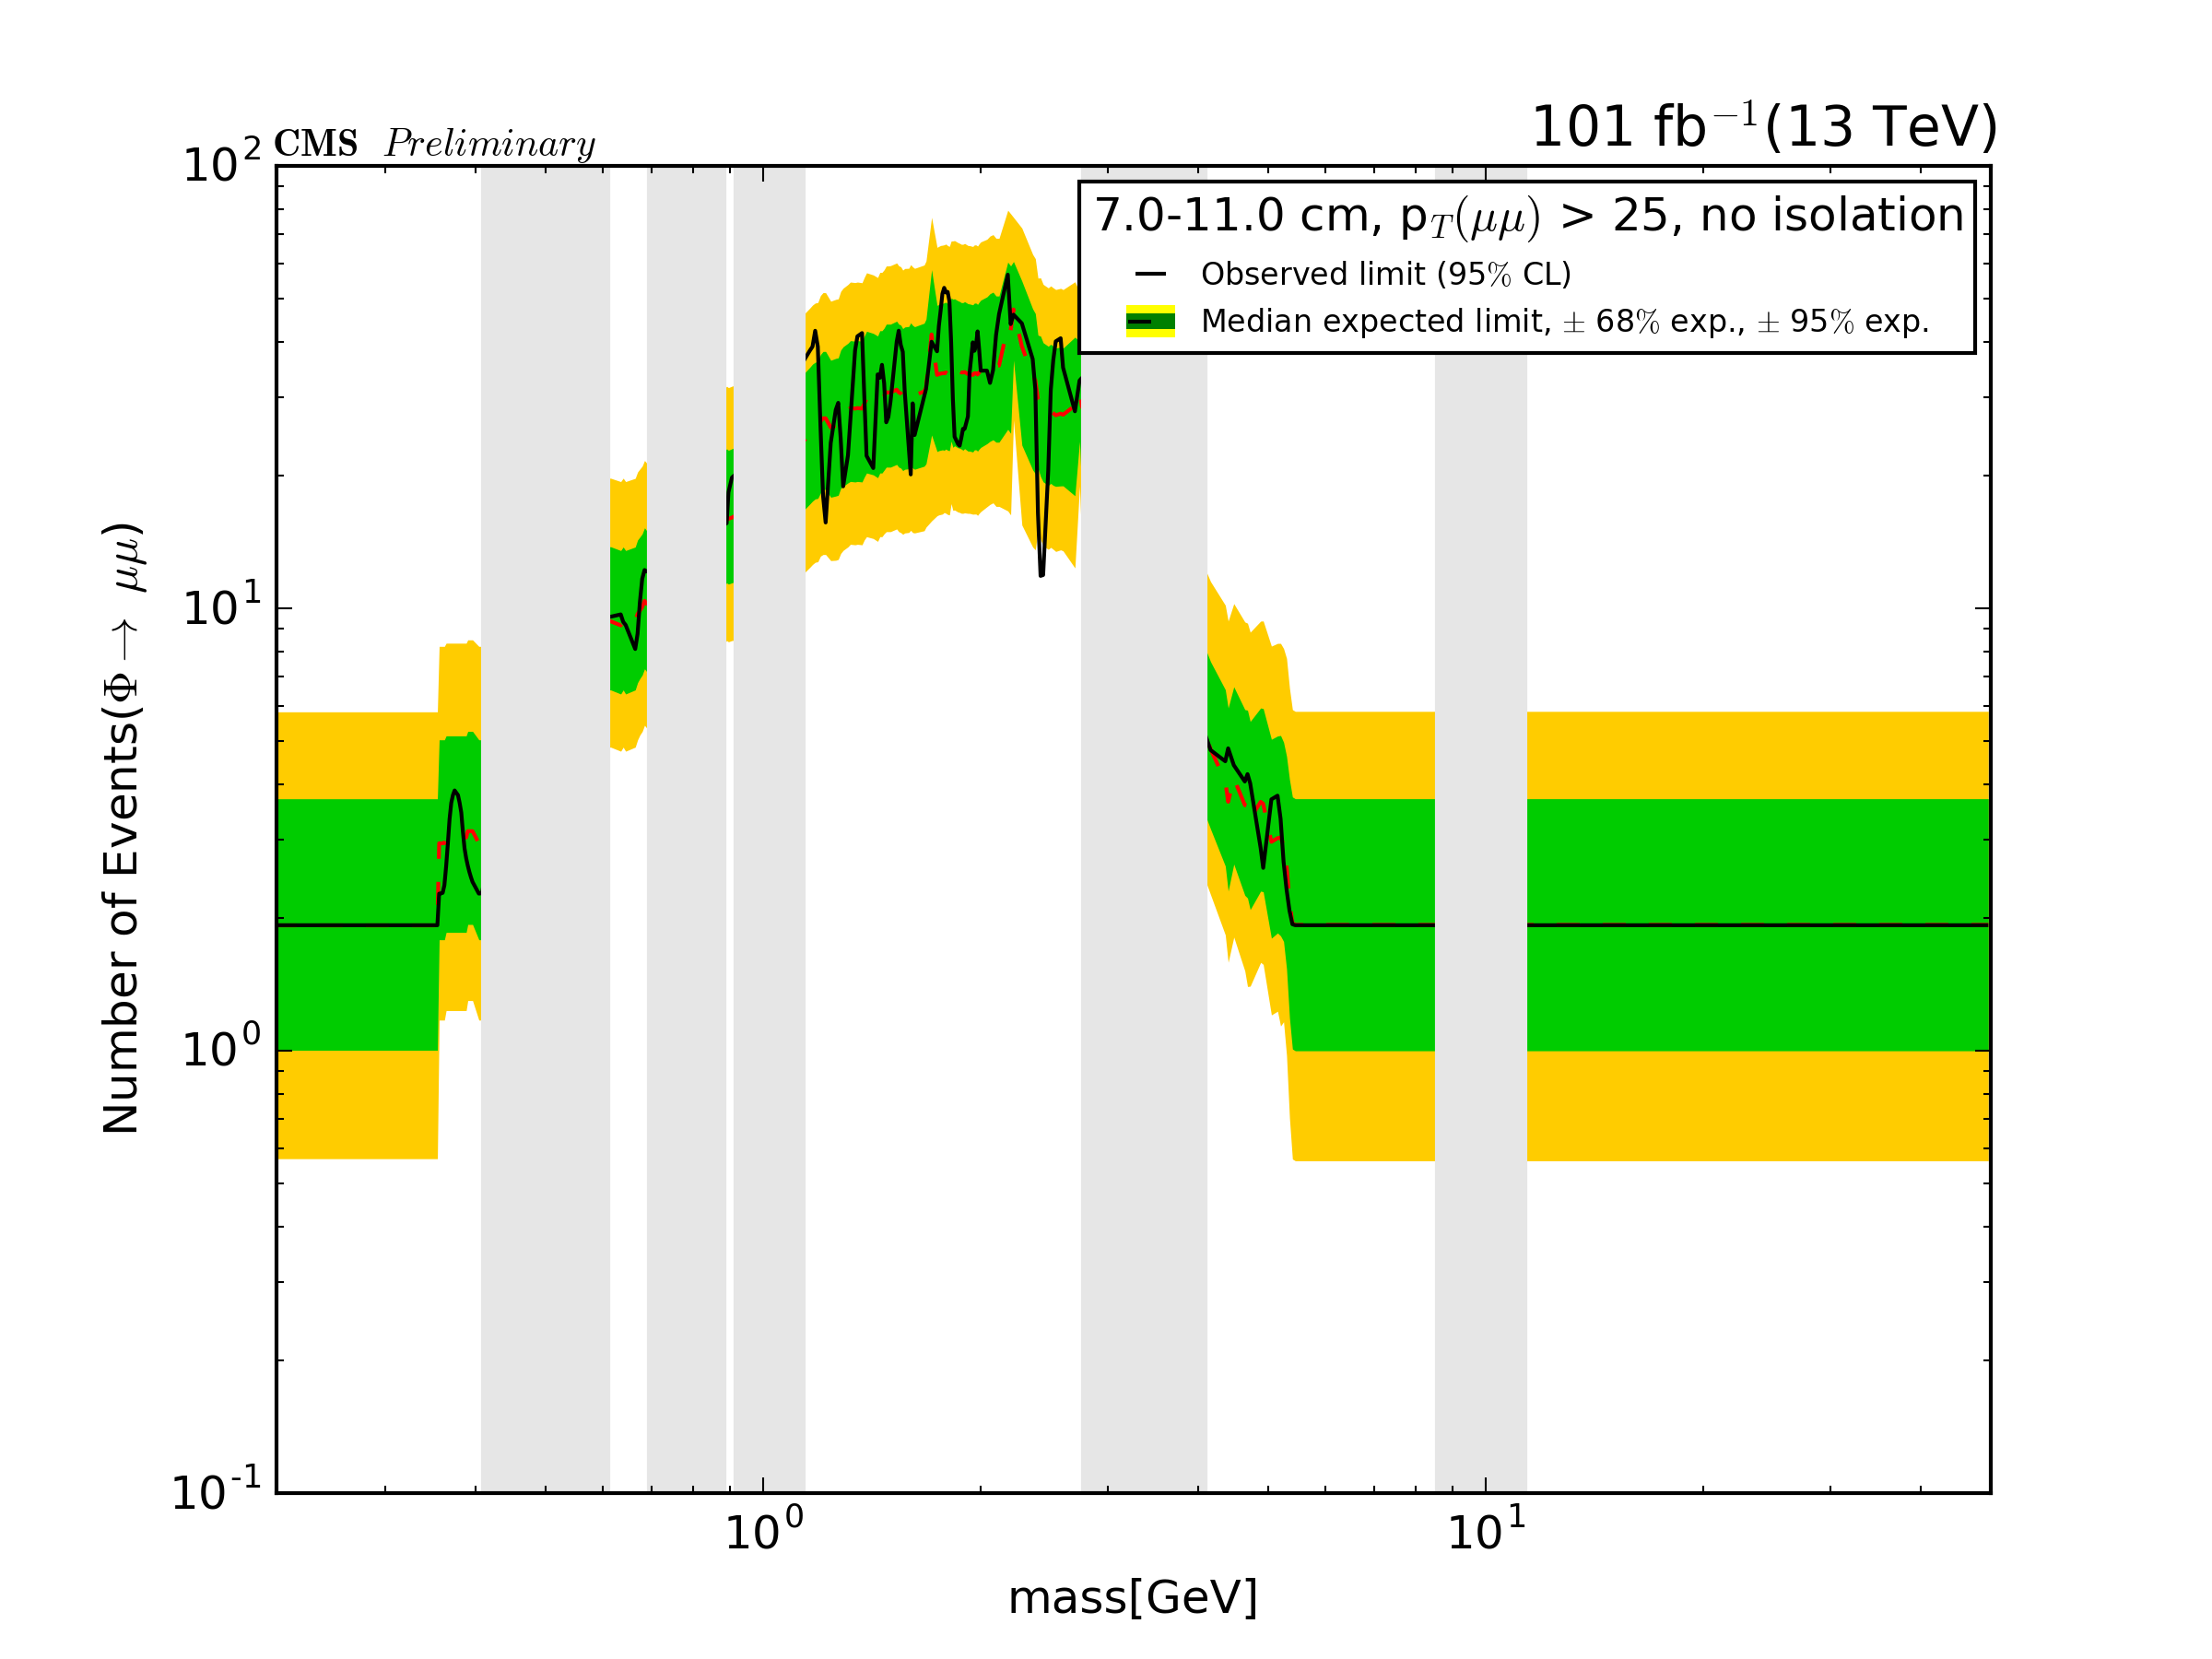 CMS Preliminary
101 fb⁻¹(13 TeV)
7.0-11.0 cm, p_T(μμ) > 25, no isolation
Observed limit (95% CL)
Median expected limit, ± 68% exp., ± 95% exp.
Number of Events(Φ → μμ)
10²
10¹
10⁰
10⁻¹
10⁰ 10¹
mass[GeV]